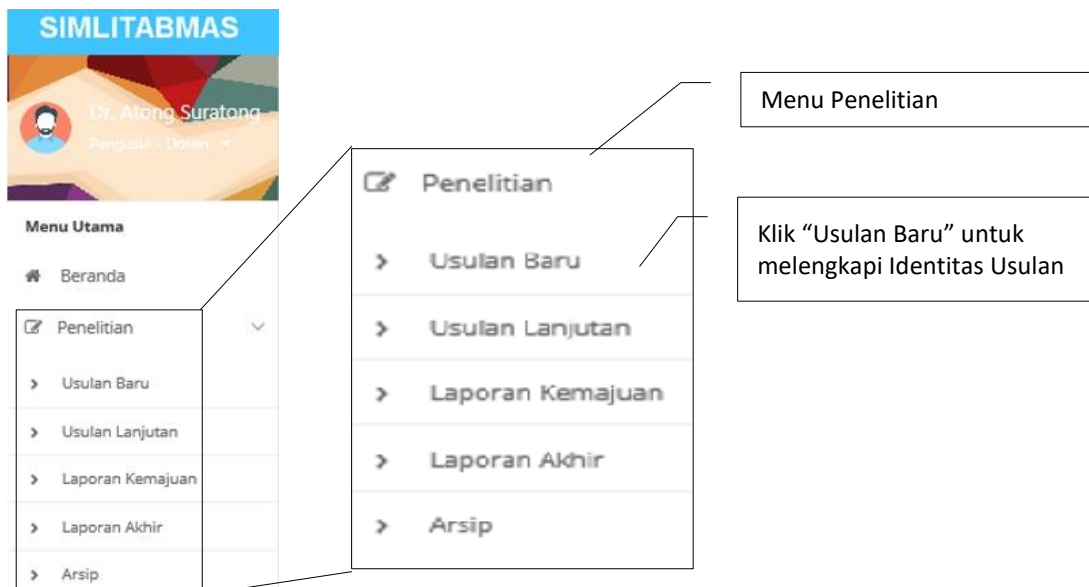 SIMLITABMAS
Dr. Atong Suratong
Pengusul - Dosen
Menu Utama
Beranda
Penelitian
Usulan Baru
Usulan Lanjutan
Laporan Kemajuan
Laporan Akhir
Arsip
Penelitian
Usulan Baru
Usulan Lanjutan
Laporan Kemajuan
Laporan Akhir
Arsip
Menu Penelitian
Klik “Usulan Baru” untuk
melengkapi Identitas Usulan